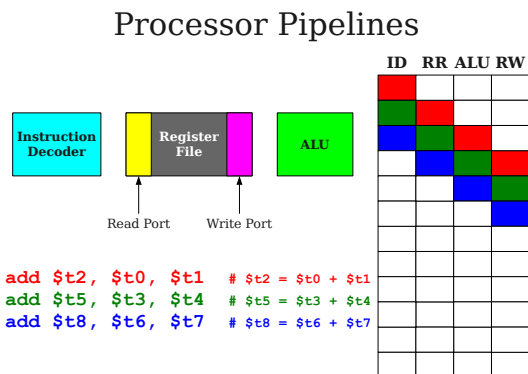 Processor Pipelines
ID RR ALU RW
Instruction
Decoder
Register
File
ALU
Read Port
Write Port
add $t2, $t0, $t1 # $t2 = $t0 + $t1
add $t5, $t3, $t4 # $t5 = $t3 + $t4
add $t8, $t6, $t7 # $t8 = $t6 + $t7